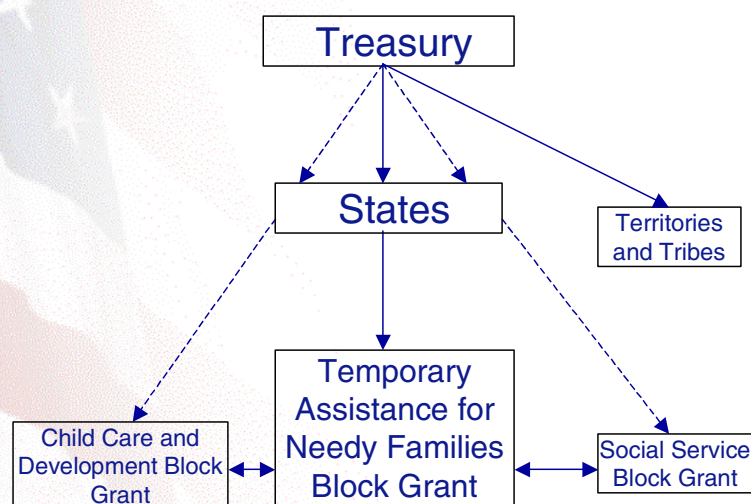 Treasury
States
Territories
and Tribes
Temporary
Assistance for
Needy Families
Block Grant
Child Care and
Development Block
Grant
Social Service
Block Grant